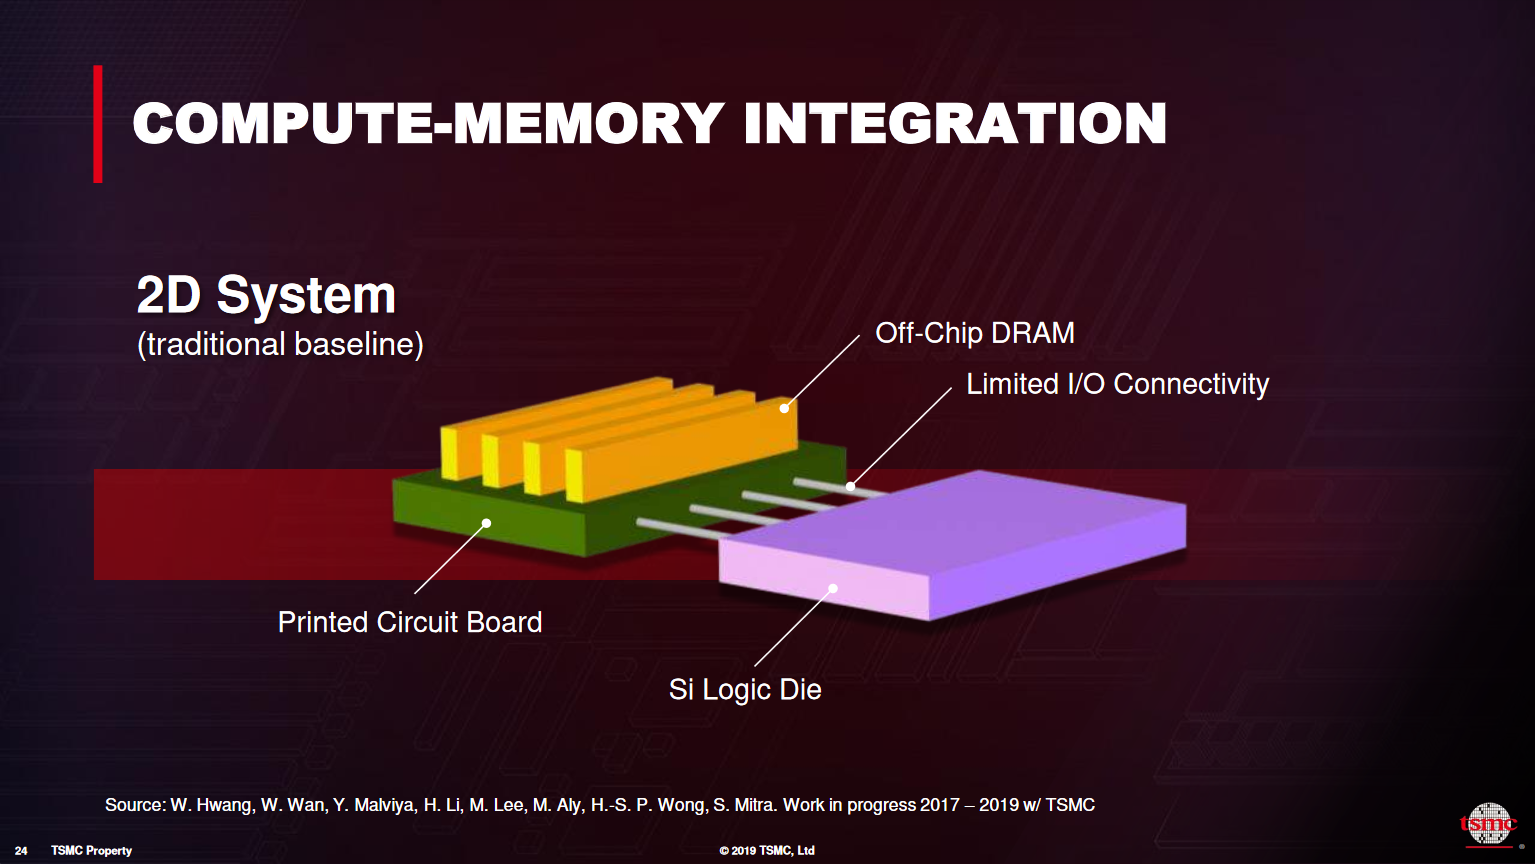 COMPUTE-MEMORY INTEGRATION
2D System
(traditional baseline)
Off-Chip DRAM
Limited I/O Connectivity
Printed Circuit Board
Si Logic Die
Source: W. Hwang, W. Wan, Y. Malviya, H. Li, M. Lee, M. Aly, H.-S. P. Wong, S. Mitra. Work in progress 2017 – 2019 w/ TSMC
tsmc
24 TSMC Property
© 2019 TSMC, Ltd